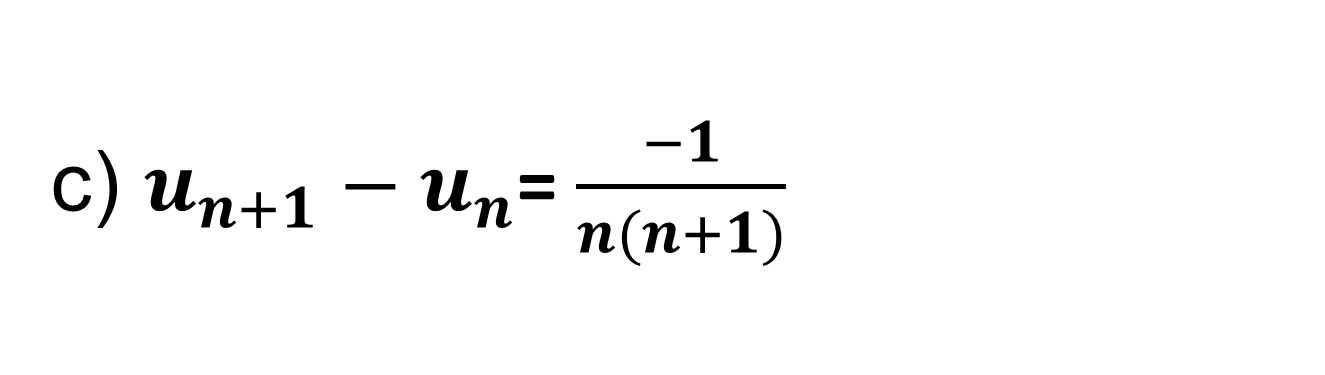 c) uₙ₊₁ − uₙ= −1/n(n+1)